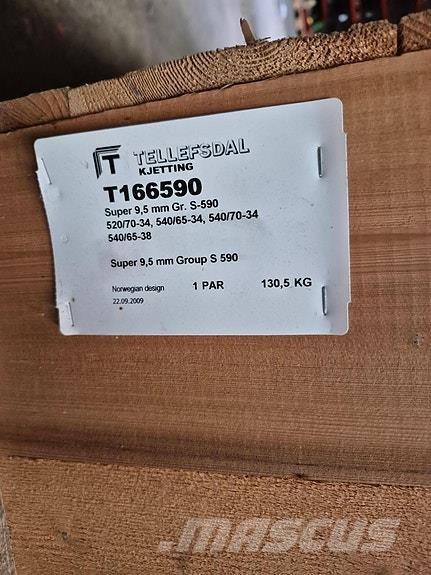 T TELLEFSDAL
KJETTING
T166590
Super 9,5 mm Gr. S-590
520/70-34, 540/65-34, 540/70-34
540/65-38
Super 9,5 mm Group S 590
Norwegian design 1 PAR 130,5 KG
22.09.2009
MASCUS